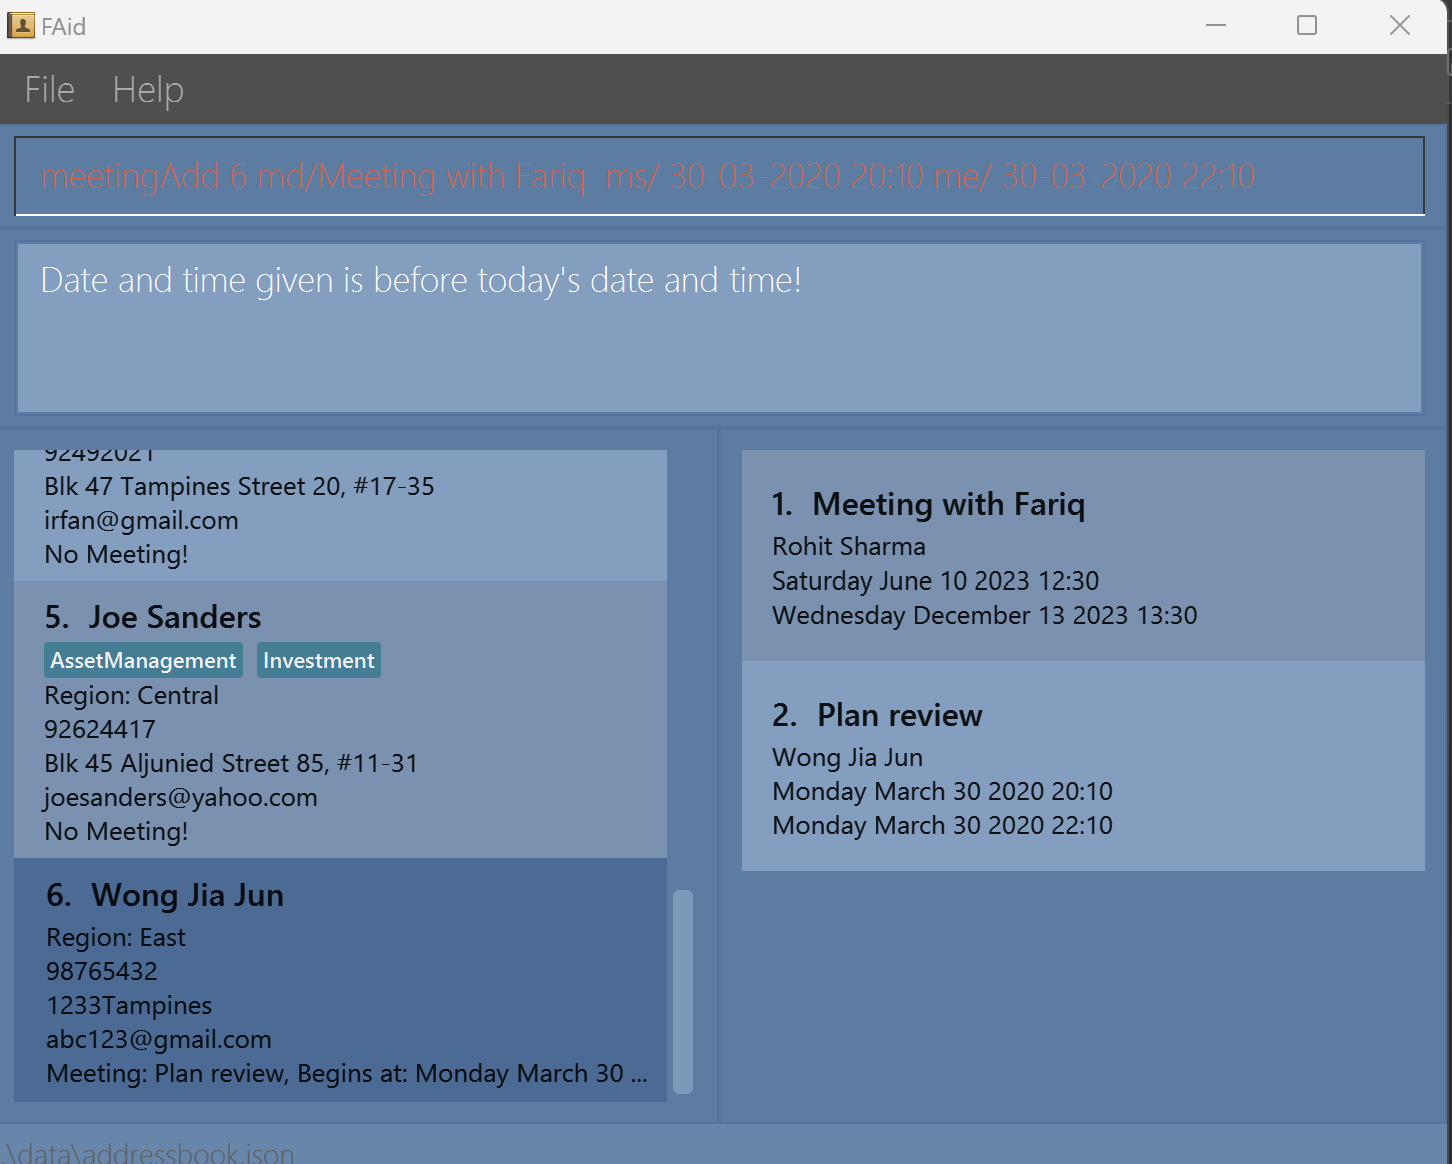 FAid
File Help
meetingAdd 6 md/Meeting with Fariq  ms/ 30-03-2020 20:10 me/ 30-03-2020 22:10
Date and time given is before today's date and time!
92492021
Blk 47 Tampines Street 20, #17-35
irfan@gmail.com
No Meeting!
5. Joe Sanders
AssetManagement Investment
Region: Central
92624417
Blk 45 Aljunied Street 85, #11-31
joesanders@yahoo.com
No Meeting!
6. Wong Jia Jun
Region: East
98765432
1233Tampines
abc123@gmail.com
Meeting: Plan review, Begins at: Monday March 30 ...
1. Meeting with Fariq
Rohit Sharma
Saturday June 10 2023 12:30
Wednesday December 13 2023 13:30
2. Plan review
Wong Jia Jun
Monday March 30 2020 20:10
Monday March 30 2020 22:10
.\data\addressbook.json